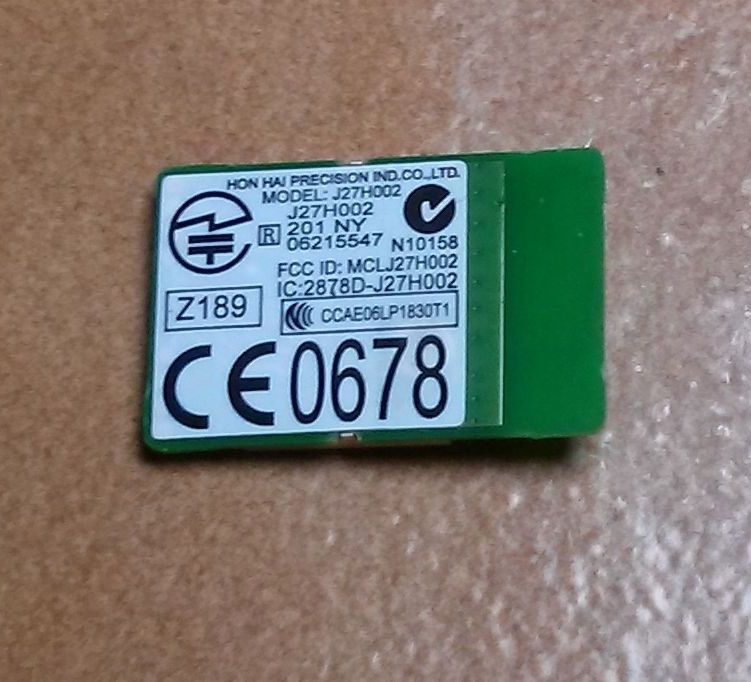 HON HAI PRECISION IND.CO.,LTD.
MODEL: J27H002
J27H002
R 201 NY
06215547 N10158
FCC ID: MCLJ27H002
IC:2878D-J27H002
Z189 CCAE06LP1830T1
CE0678